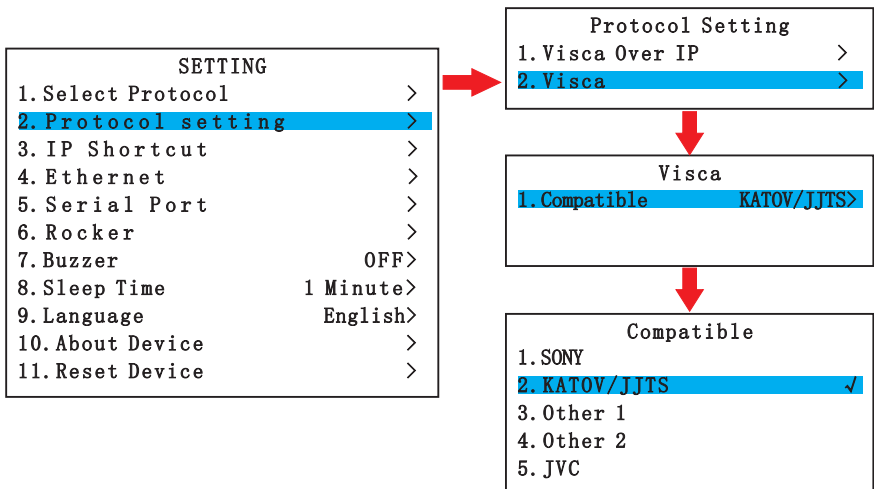 SETTING
1.Select Protocol >
2.Protocol setting >
3.IP Shortcut >
4.Ethernet >
5.Serial Port >
6.Rocker >
7.Buzzer OFF>
8.Sleep Time 1 Minute>
9.Language English>
10.About Device >
11.Reset Device >
Protocol Setting
1.Visca Over IP >
2.Visca >
Visca
1.Compatible KATOV/JJTS>
Compatible
1.SONY
2.KATOV/JJTS √
3.Other 1
4.Other 2
5.JVC